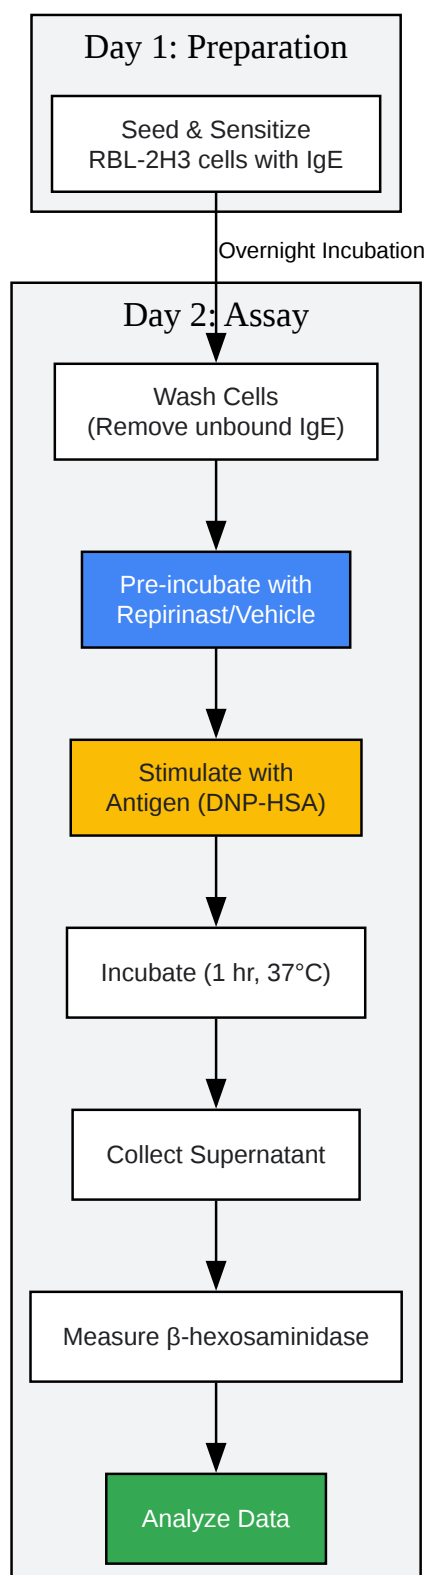 Day 1: Preparation
Seed & Sensitize
RBL-2H3 cells with IgE
Overnight Incubation
Day 2: Assay
Wash Cells
(Remove unbound IgE)
Pre-incubate with
Repirinast/Vehicle
Stimulate with
Antigen (DNP-HSA)
Incubate (1 hr, 37°C)
Collect Supernatant
Measure β-hexosaminidase
Analyze Data